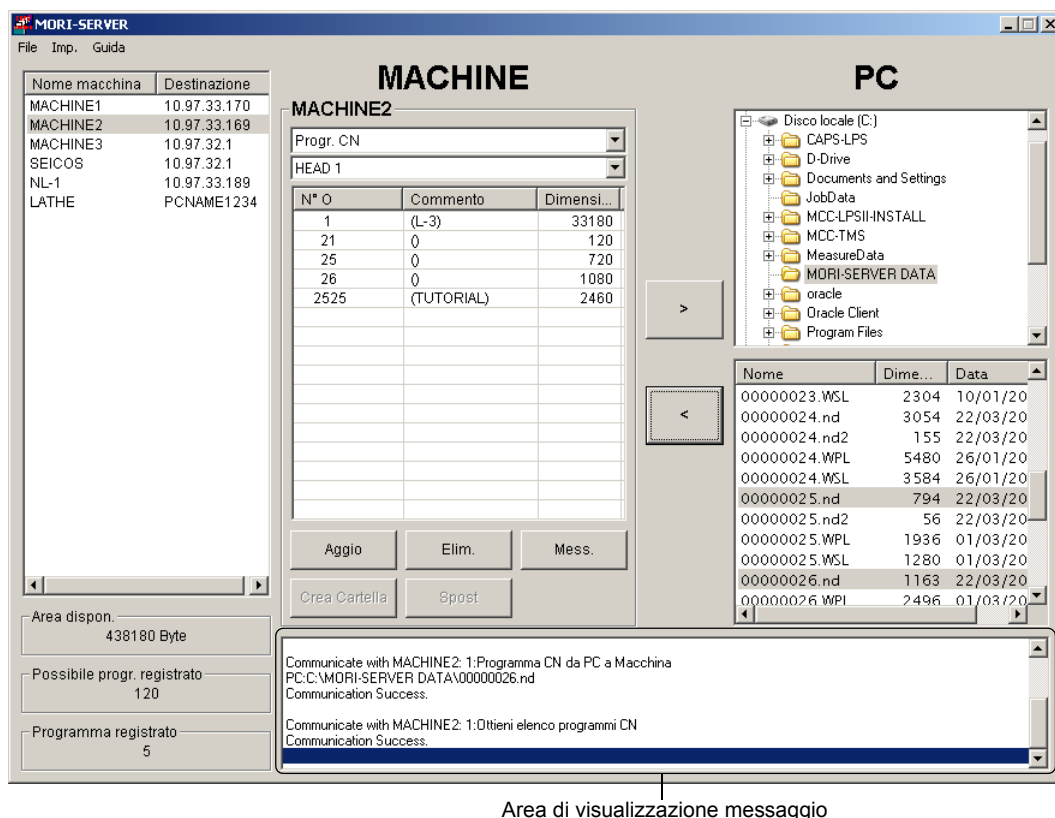 MORI-SERVER
File Imp. Guida
MACHINE
PC
Nome macchina Destinazione
MACHINE1 10.97.33.170
MACHINE2 10.97.33.169
MACHINE3 10.97.32.1
SEICOS 10.97.32.1
NL-1 10.97.33.189
LATHE PCNAME1234
MACHINE2
Progr. CN
HEAD 1
N° O Commento Dimensi...
1 (L-3) 33180
21 () 120
25 () 720
26 () 1080
2525 (TUTORIAL) 2460
Aggio Elim. Mess.
Crea Cartella Spost
>
<
Disco locale (C:)
CAPS-LPS
D-Drive
Documents and Settings
JobData
MCC-LPSII-INSTALL
MCC-TMS
MeasureData
MORI-SERVER DATA
oracle
Oracle Client
Program Files
Nome Dime... Data
00000023.WSL 2304 10/01/20
00000024.nd 3054 22/03/20
00000024.nd2 155 22/03/20
00000024.WPL 5480 26/01/20
00000024.WSL 3584 26/01/20
00000025.nd 794 22/03/20
00000025.nd2 56 22/03/20
00000025.WPL 1936 01/03/20
00000025.WSL 1280 01/03/20
00000026.nd 1163 22/03/20
00000026.WPL 2496 01/03/20
Area dispon.
438180 Byte
Possibile progr. registrato
120
Programma registrato
5
Communicate with MACHINE2: 1:Programma CN da PC a Macchina
PC:C:\MORI-SERVER DATA\00000026.nd
Communication Success.
Communicate with MACHINE2: 1:Ottieni elenco programmi CN
Communication Success.
Area di visualizzazione messaggio